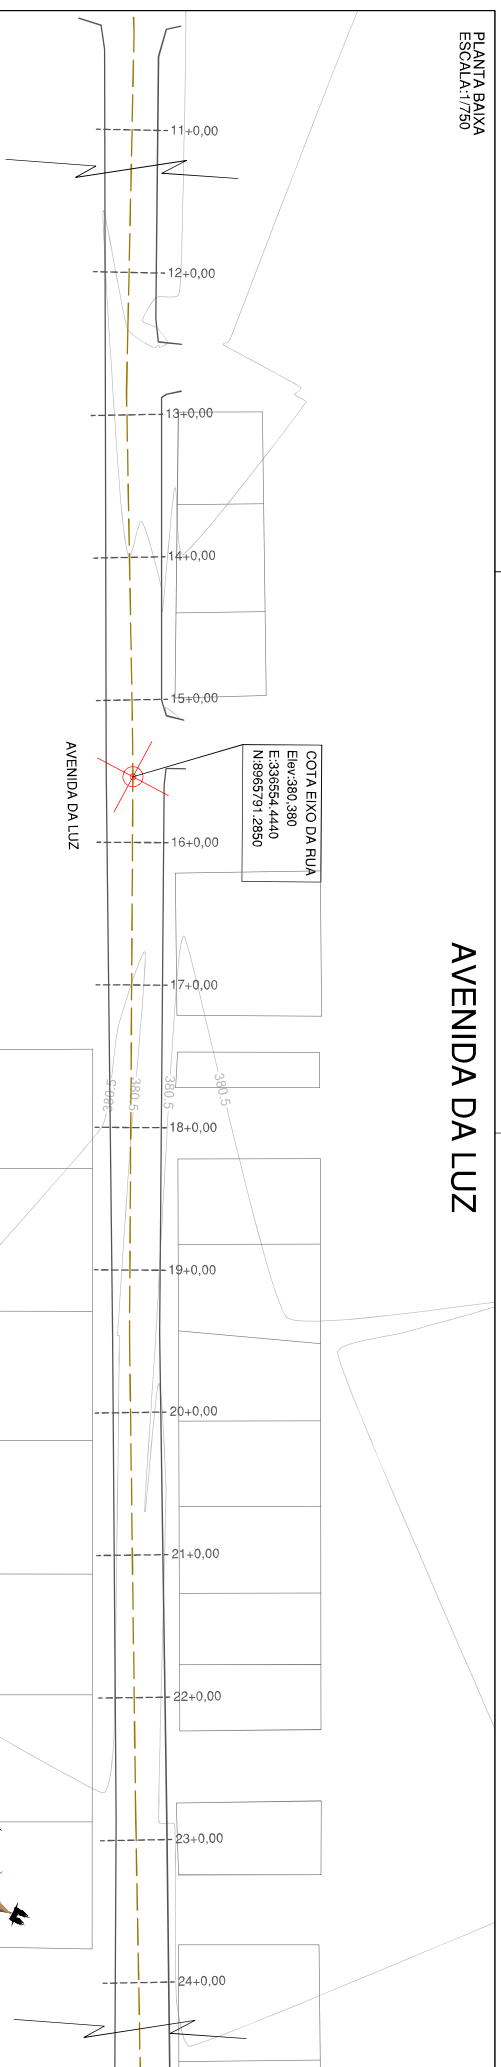 PLANTA BAIXA
ESCALA:1/750
AVENIDA DA LUZ
11+0,00
12+0,00
13+0,00
14+0,00
15+0,00
COTA EIXO DA RUA
Elev:380,380
E:336554.4440
N:8965791.2850
AVENIDA DA LUZ
16+0,00
17+0,00
380.5
380.5
380.5
380.5
18+0,00
19+0,00
20+0,00
21+0,00
22+0,00
23+0,00
24+0,00